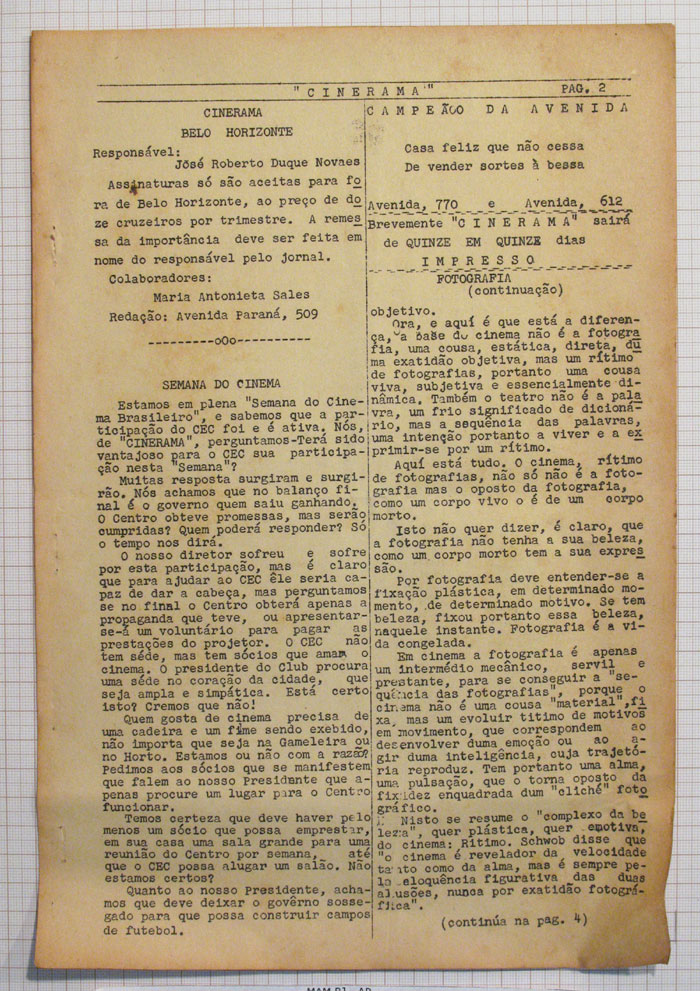 "CINERAMA" PAG. 2
CINERAMA
BELO HORIZONTE
Responsável:
José Roberto Duque Novaes
Assinaturas só são aceitas para fo
ra de Belo Horizonte, ao preço de do
ze cruzeiros por trimestre. A remes
sa da importância deve ser feita em
nome do responsável pelo jornal.
Colaboradores:
Maria Antonieta Sales
Redação: Avenida Paraná, 509
---------oOo----------
SEMANA DO CINEMA
Estamos em plena "Semana do Cine-
ma Brasileiro", e sabemos que a par-
ticipação do CEC foi e é ativa. Nós,
de "CINERAMA", perguntamos-Terá sido
vantajoso para o CEC sua participa-
ção nesta "Semana"?
Muitas resposta surgiram e surgi-
rão. Nós achamos que no balanço fi-
nal é o governo quem saiu ganhando.
O Centro obteve promessas, mas serão
cumpridas? Quem poderá responder? Só
o tempo nos dirá.
O nosso diretor sofreu e sofre
por esta participação, mas é claro
que para ajudar ao CEC êle seria ca-
paz de dar a cabeça, mas perguntamos
se no final o Centro obterá apenas a
propaganda que teve, ou apresentar-
se-á um voluntário para pagar as
prestações do projetor. O CEC não
tem séde, mas tem sócios que amam o
cinema. O presidente do Club procura
uma séde no coração da cidade, que
seja ampla e simpática. Está certo
isto? Cremos que não!
Quem gosta de cinema precisa de
uma cadeira e um filme sendo exebido,
não importa que seja na Gameleira ou
no Horto. Estamos ou não com a razão?
Pedimos aos sócios que se manifestem
que falem ao nosso Presidente que a-
penas procure um lugar para o Centro
funcionar.
Temos certeza que deve haver pelo
menos um sócio que possa emprestar,
em sua casa uma sala grande para uma
reunião do Centro por semana, até
que o CEC possa alugar um salão. Não
estamos certos?
Quanto ao nosso Presidente, acha-
mos que deve deixar o govêrno sosse-
gado para que possa construir campos
de futebol.
CAMPEÃO DA AVENIDA
Casa feliz que não cessa
De vender sortes à bessa
Avenida, 770 e Avenida, 612
Brevemente "CINERAMA" sairá
de QUINZE EM QUINZE dias
IMPRESSO
FOTOGRAFIA
(continuação)
objetivo.
Ora, e aquí é que está a diferen-
ça, a base do cinema não é a fotogra
fia, uma cousa, estática, direta, du
ma exatidão objetiva, mas um rítimo
de fotografias, portanto uma cousa
viva, subjetiva e essencialmente di-
nâmica. Também o teatro não é a pala
vra, um frio significado de dicioná-
rio, mas a sequência das palavras,
uma intenção portanto a viver e a ex
primir-se por um rítimo.
Aquí está tudo. O cinema, rítimo
de fotografias, não só não é a foto-
grafia mas o oposto da fotografia,
como um corpo vivo o é de um corpo
morto.
Isto não quer dizer, é claro, que
a fotografia não tenha a sua beleza,
como um corpo morto tem a sua expres
são.
Por fotografia deve entender-se a
fixação plástica, em determinado mo-
mento, de determinado motivo. Se tem
beleza, fixou portanto essa beleza,
naquele instante. Fotografia é a vi-
da congelada.
Em cinema a fotografia é apenas
um intermédio mecânico, servil e
prestante, para se conseguir a "se-
quência das fotografias", porque o
cinema não é uma cousa "material",fi
xa, mas um evoluir titimo de motivos
em movimento, que correspondem ao
desenvolver duma emoção ou ao a-
gir duma inteligência, cuja trajetó-
ria reproduz. Tem portanto uma alma,
uma pulsação, que o torna oposto da
fixidez enquadrada dum "cliché" foto
gráfico.
Nisto se resume o "complexo da be
leza", quer plástica, quer emotiva,
do cinema: Rítimo. Schwob disse que
"o cinema é revelador da velocidade
tanto como da alma, mas é sempre pe-
la eloquência figurativa das duas
alusões, nunca por exatidão fotográ-
fica".
(continúa na pag. 4)